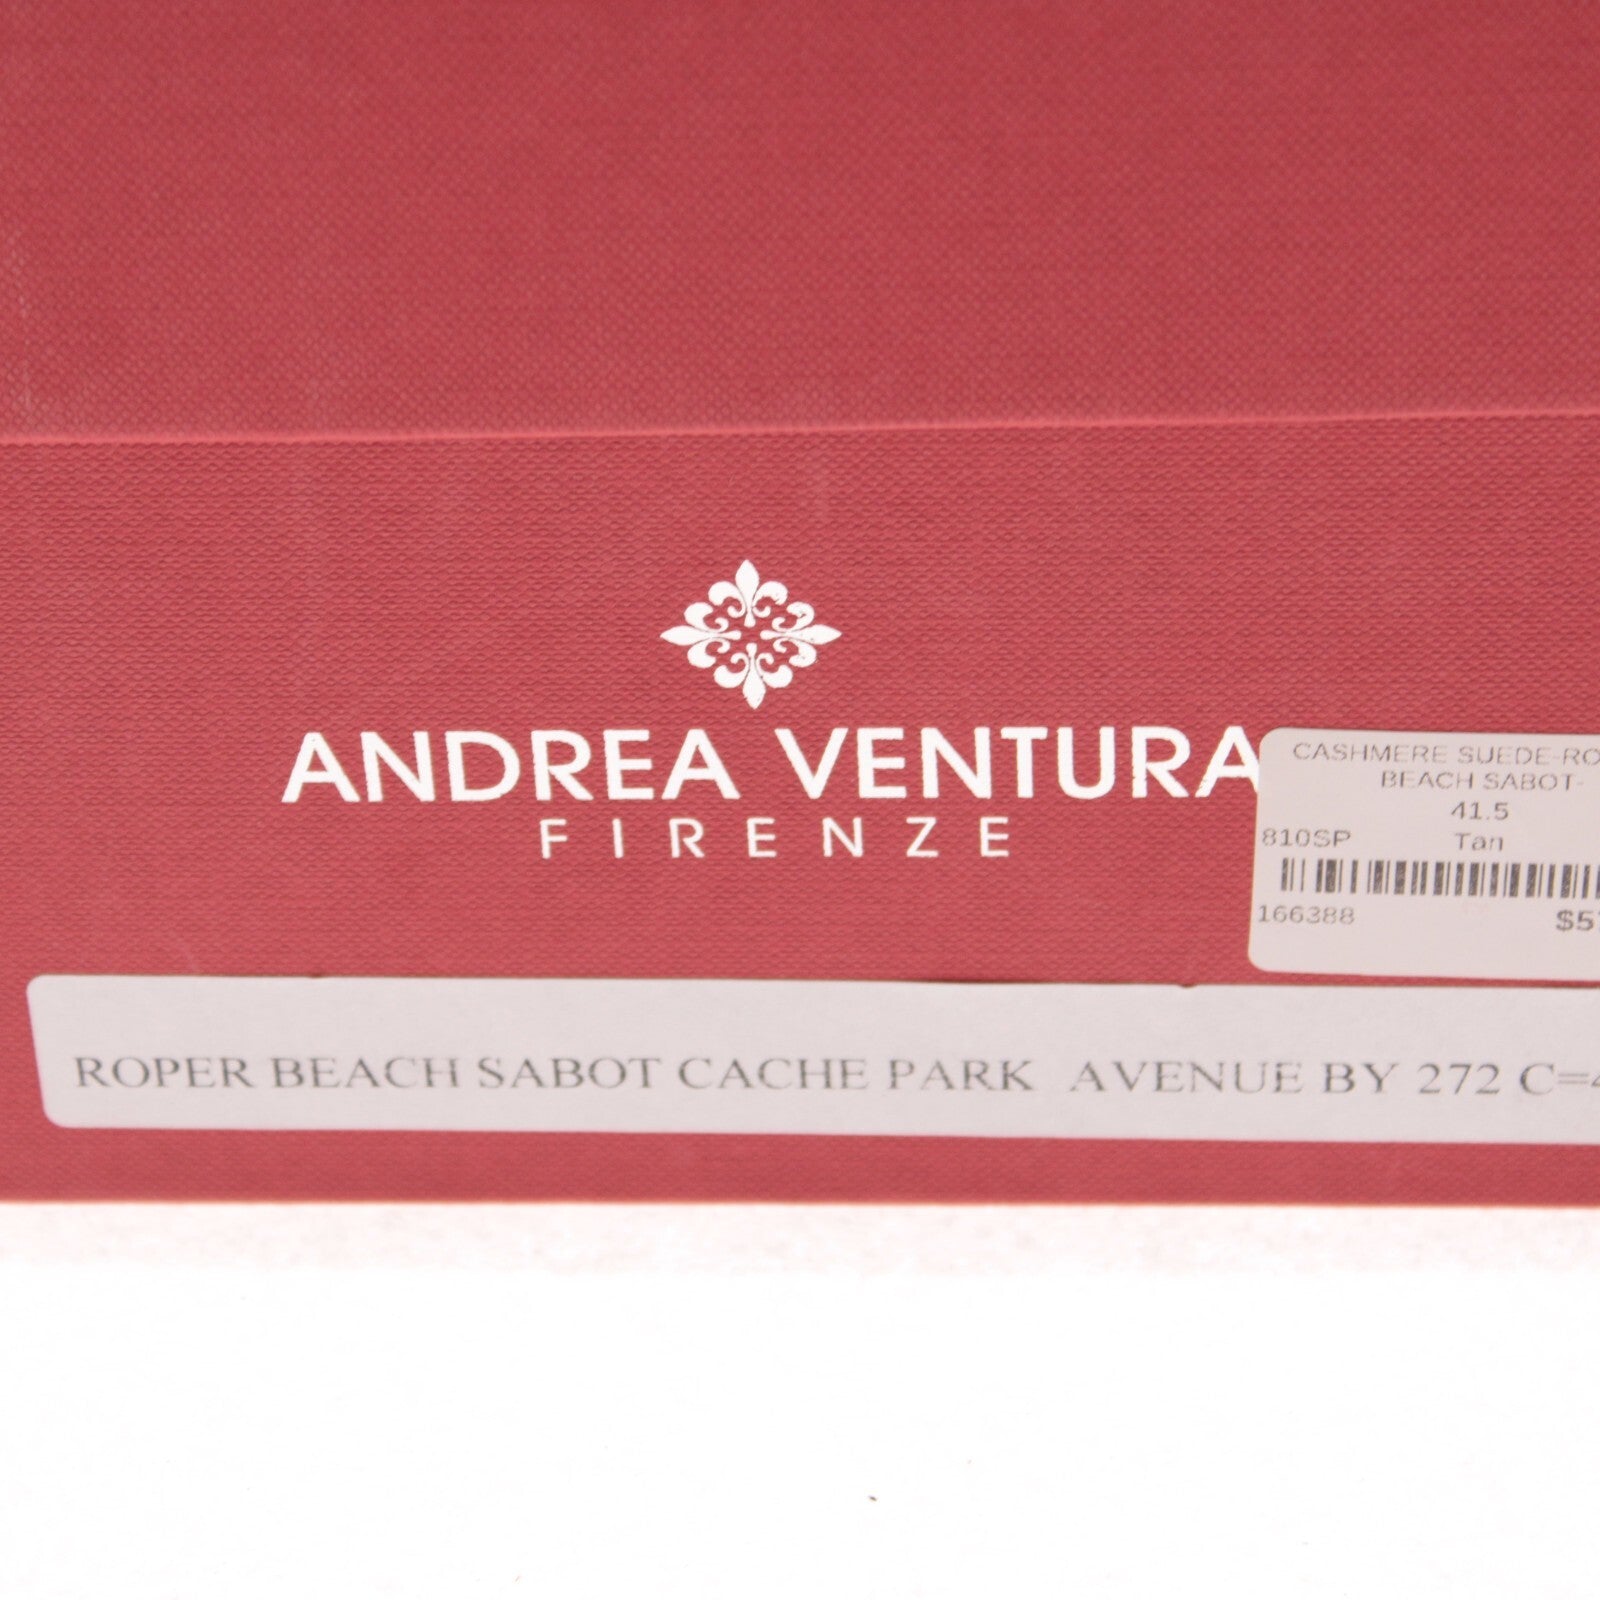 ANDREA VENTURA
FIRENZE
CASHMERE SUEDE-RO
BEACH SABOT-
41.5
810SP Tan
166388 $5
ROPER BEACH SABOT CACHE PARK AVENUE BY 272 C=4